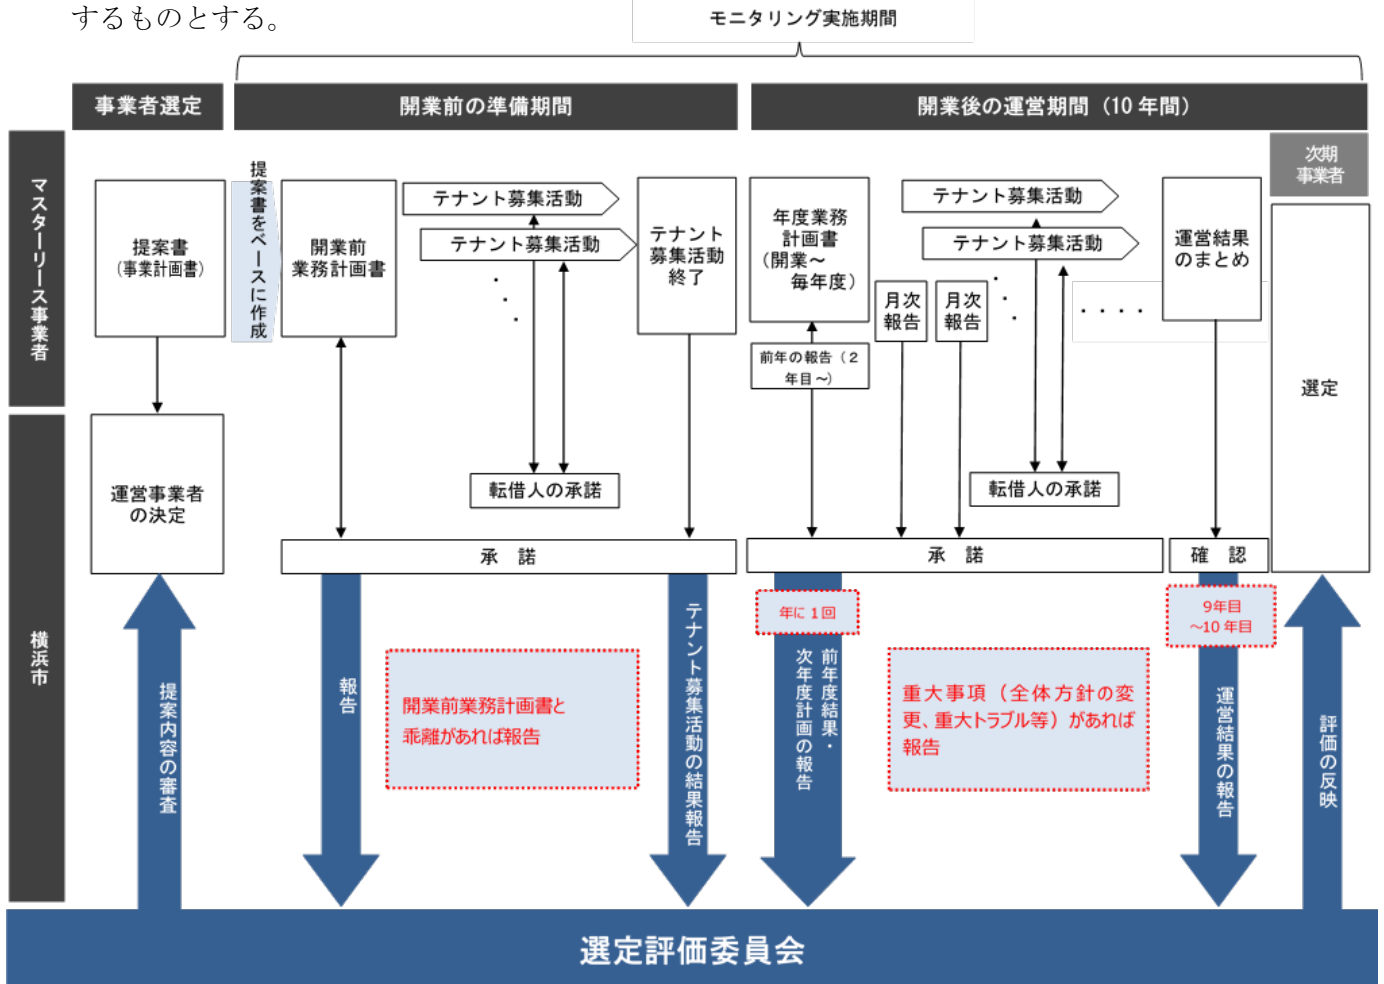 するものとする。
モニタリング実施期間
事業者選定
開業前の準備期間
開業後の運営期間（10 年間）
マスターリース事業者
提案書
（事業計画書）
提案書をベースに作成
開業前
業務計画書
テナント募集活動
テナント募集活動
・
・
・
テナント
募集活動
終了
年度業務
計画書
（開業～
毎年度）
前年の報告（２
年目～）
月次
報告
月次
報告
テナント募集活動
テナント募集活動
・
・
・
・・・・
運営結果
のまとめ
次期
事業者
選定
横浜市
運営事業者
の決定
転借人の承諾
転借人の承諾
承　諾
承　諾
確　認
提案内容の審査
報告
開業前業務計画書と
乖離があれば報告
テナント募集活動の結果報告
年に 1 回
前年度結果・
次年度計画の報告
重大事項（全体方針の変
更、重大トラブル等）があれば
報告
9年目
～10 年目
運営結果の報告
評価の反映
選定評価委員会